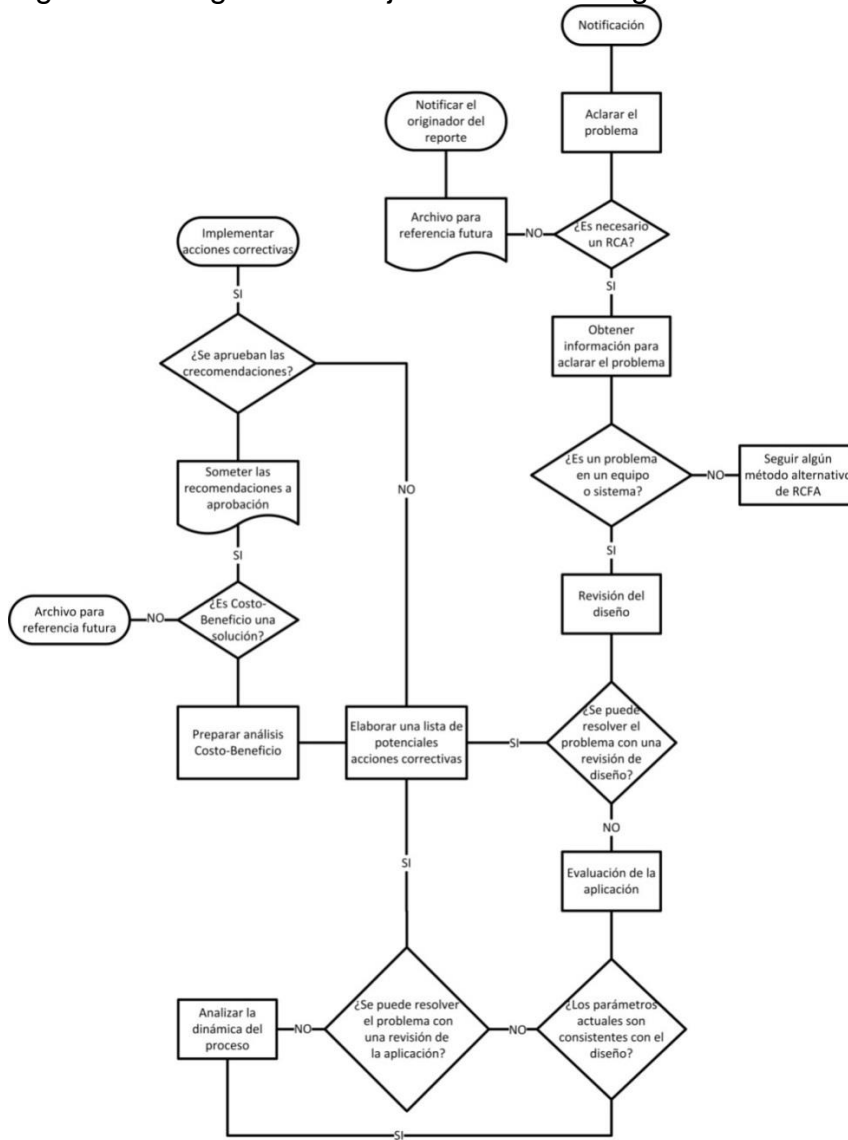 Notificación
Aclarar el
problema
¿Es necesario
un RCA?
NO
Archivo para
referencia futura
Notificar el
originador del
reporte
SI
Obtener
información para
aclarar el problema
¿Es un problema
en un equipo
o sistema?
NO
Seguir algún
método alternativo
de RCFA
SI
Revisión del
diseño
¿Se puede
resolver el
problema con una
revisión de
diseño?
SI
NO
Evaluación de la
aplicación
¿Los parámetros
actuales son
consistentes con el
diseño?
NO
SI
¿Se puede resolver
el problema con
una revisión de
la aplicación?
NO
Analizar la
dinámica del
proceso
SI
Elaborar una lista de
potenciales
acciones correctivas
Preparar análisis
Costo-Beneficio
¿Es Costo-
Beneficio una
solución?
NO
Archivo para
referencia futura
SI
Someter las
recomendaciones a
aprobación
¿Se aprueban las
crecomendaciones?
NO
SI
Implementar
acciones correctivas